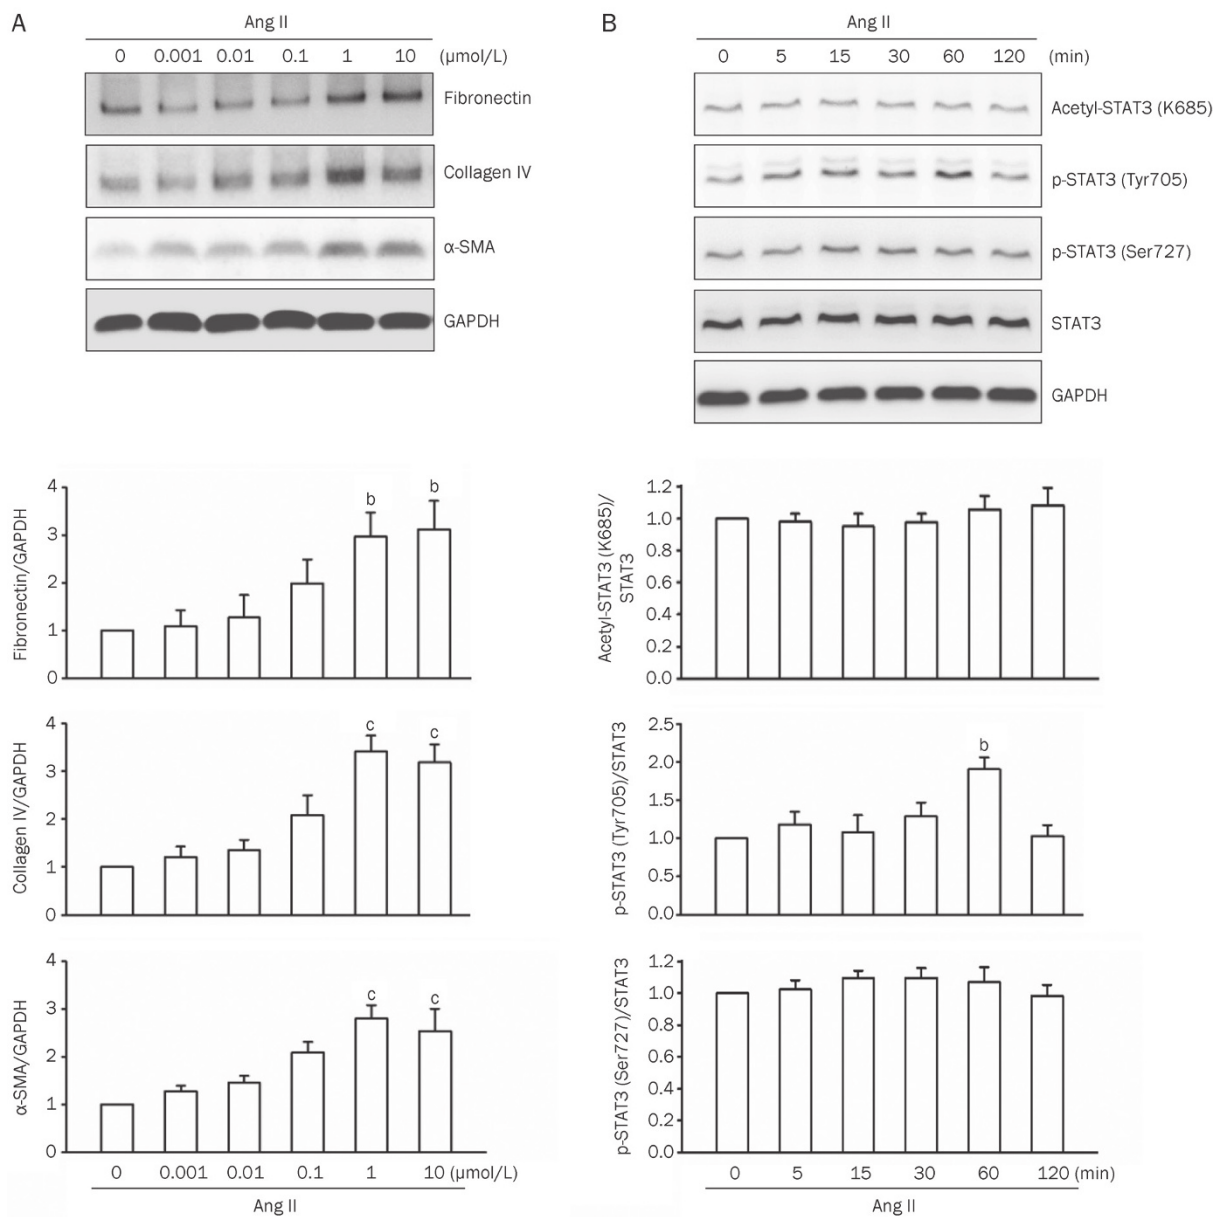 A
Ang II
0 0.001 0.01 0.1 1 10 (µmol/L)
Fibronectin
Collagen IV
α-SMA
GAPDH
B
Ang II
0 5 15 30 60 120 (min)
Acetyl-STAT3 (K685)
p-STAT3 (Tyr705)
p-STAT3 (Ser727)
STAT3
GAPDH
Fibronectin/GAPDH
4
3
2
1
0
b b
Collagen IV/GAPDH
4
3
2
1
0
c c
α-SMA/GAPDH
4
3
2
1
0
c c
0 0.001 0.01 0.1 1 10 (µmol/L)
Ang II
Acetyl-STAT3 (K685)/
STAT3
1.2
1.0
0.8
0.6
0.4
0.2
0.0
p-STAT3 (Tyr705)/STAT3
2.5
2.0
1.5
1.0
0.5
0.0
b
p-STAT3 (Ser727)/STAT3
1.2
1.0
0.8
0.6
0.4
0.2
0.0
0 5 15 30 60 120 (min)
Ang II